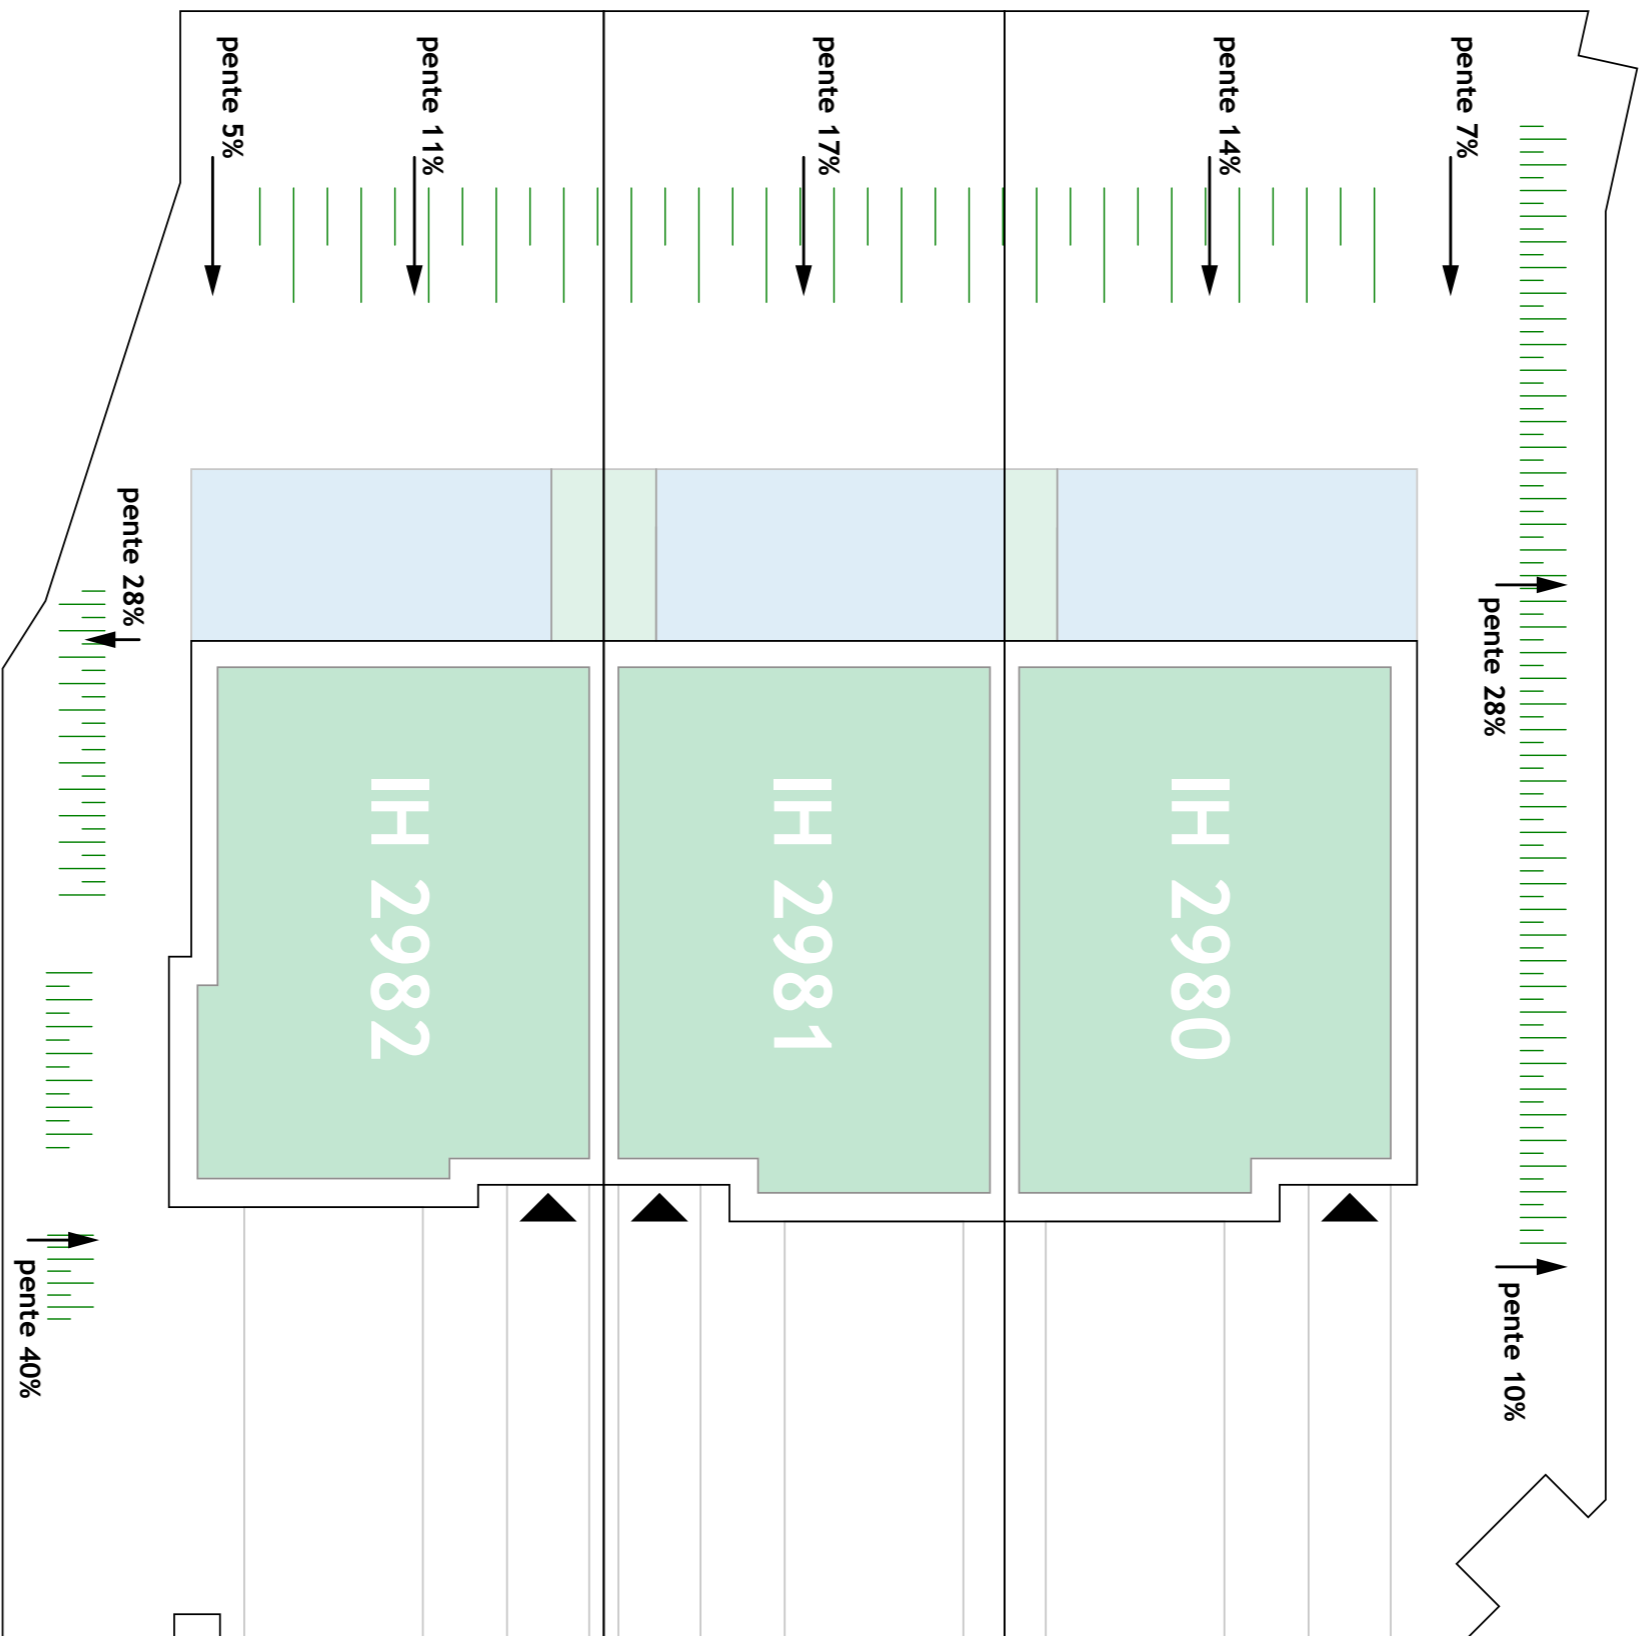 pente 5%
pente 11%
pente 17%
pente 14%
pente 7%
pente 28%
pente 28%
IH 2982
IH 2981
IH 2980
pente 40%
pente 10%